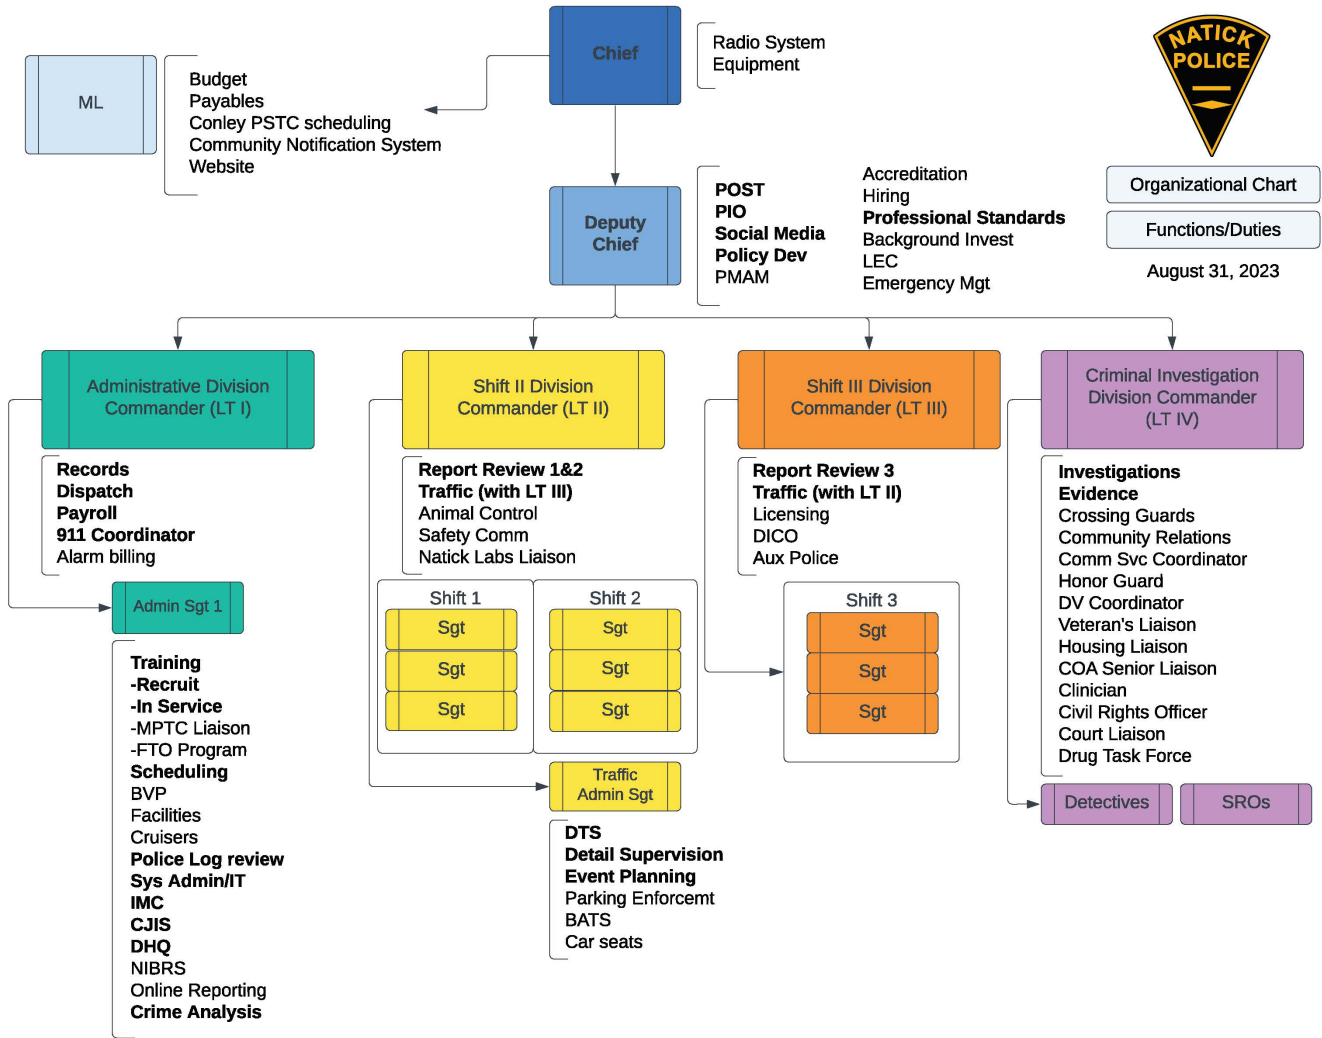 Chief
Radio System
Equipment
NATICK
POLICE
ML
Budget
Payables
Conley PSTC scheduling
Community Notification System
Website
Organizational Chart
Functions/Duties
August 31, 2023
Deputy
Chief
POST
PIO
Social Media
Policy Dev
PMAM
Accreditation
Hiring
Professional Standards
Background Invest
LEC
Emergency Mgt
Administrative Division
Commander (LT I)
Records
Dispatch
Payroll
911 Coordinator
Alarm billing
Admin Sgt 1
Training
-Recruit
-In Service
-MPTC Liaison
-FTO Program
Scheduling
BVP
Facilities
Cruisers
Police Log review
Sys Admin/IT
IMC
CJIS
DHQ
NIBRS
Online Reporting
Crime Analysis
Shift II Division
Commander (LT II)
Report Review 1&2
Traffic (with LT III)
Animal Control
Safety Comm
Natick Labs Liaison
Shift 1
Sgt
Sgt
Sgt
Shift 2
Sgt
Sgt
Sgt
Traffic
Admin Sgt
DTS
Detail Supervision
Event Planning
Parking Enforcemt
BATS
Car seats
Shift III Division
Commander (LT III)
Report Review 3
Traffic (with LT II)
Licensing
DICO
Aux Police
Shift 3
Sgt
Sgt
Sgt
Criminal Investigation
Division Commander
(LT IV)
Investigations
Evidence
Crossing Guards
Community Relations
Comm Svc Coordinator
Honor Guard
DV Coordinator
Veteran's Liaison
Housing Liaison
COA Senior Liaison
Clinician
Civil Rights Officer
Court Liaison
Drug Task Force
Detectives
SROs